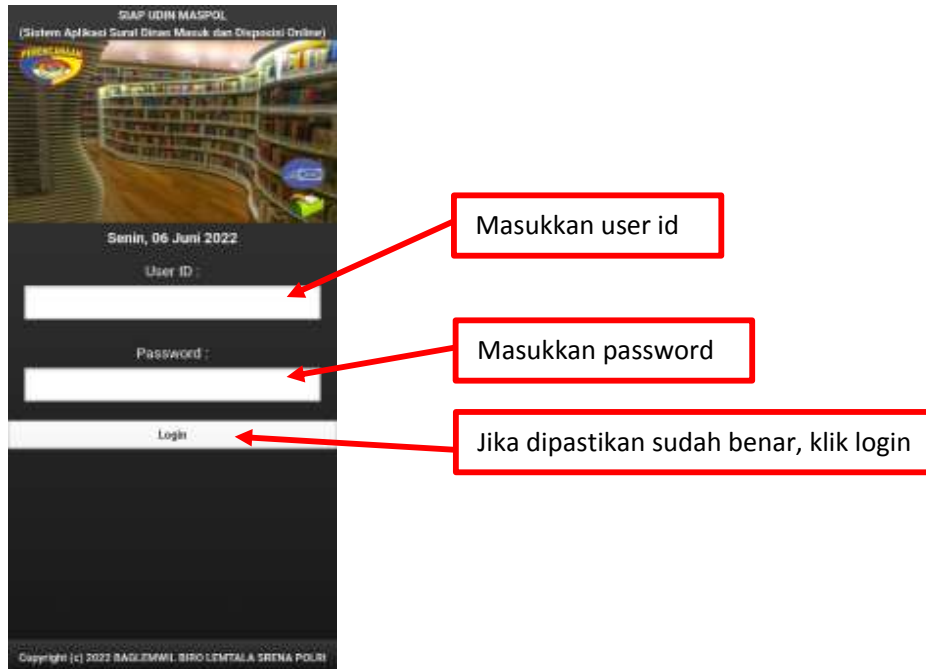 SIAP UDIN MASPOL
(Sistem Aplikasi Surat Dinas Masuk dan Disposisi Online)
PERENCANAAN
Senin, 06 Juni 2022
User ID :
Masukkan user id
Password :
Masukkan password
Login
Jika dipastikan sudah benar, klik login
Copyright (c) 2022 BAGLEMWIL BIRO LEMTALA SRENA POLRI